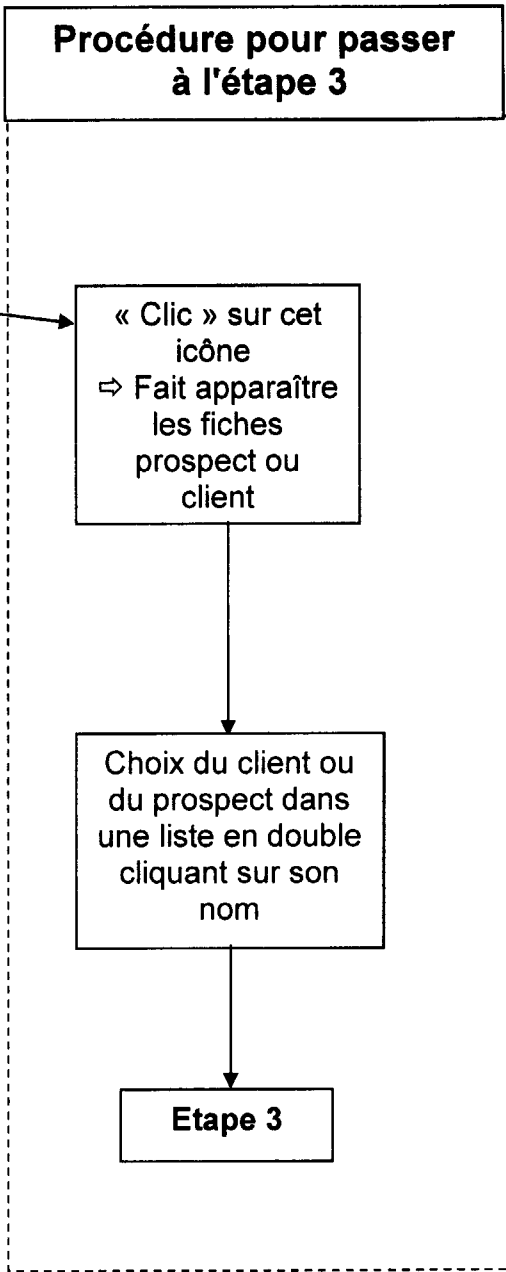 Procédure pour passer
à l'étape 3
« Clic » sur cet
icône
⇨ Fait apparaître
les fiches
prospect ou
client
Choix du client ou
du prospect dans
une liste en double
cliquant sur son
nom
Etape 3